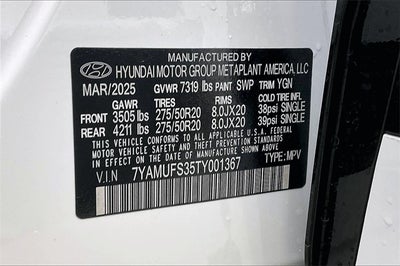 MANUFACTURED BY
HYUNDAI MOTOR GROUP METAPLANT AMERICA, LLC
MAR/2025 GVWR 7319 lbs PAINT SWP TRIM YGN
GAWR TIRES RIMS
FRONT 3505 lbs 275/50R20 8.0JX20 38psi SINGLE
REAR 4211 lbs 275/50R20 8.0JX20 39psi SINGLE
THIS VEHICLE CONFORMS TO ALL APPLICABLE U.S. FEDERAL
MOTOR VEHICLE SAFETY, BUMPER AND THEFT PREVENTION
STANDARDS IN EFFECT ON THE DATE OF MANUFACTURE SHOWN ABOVE.
V.I.N 7YAMUFS35TY001367 TYPE : MPV